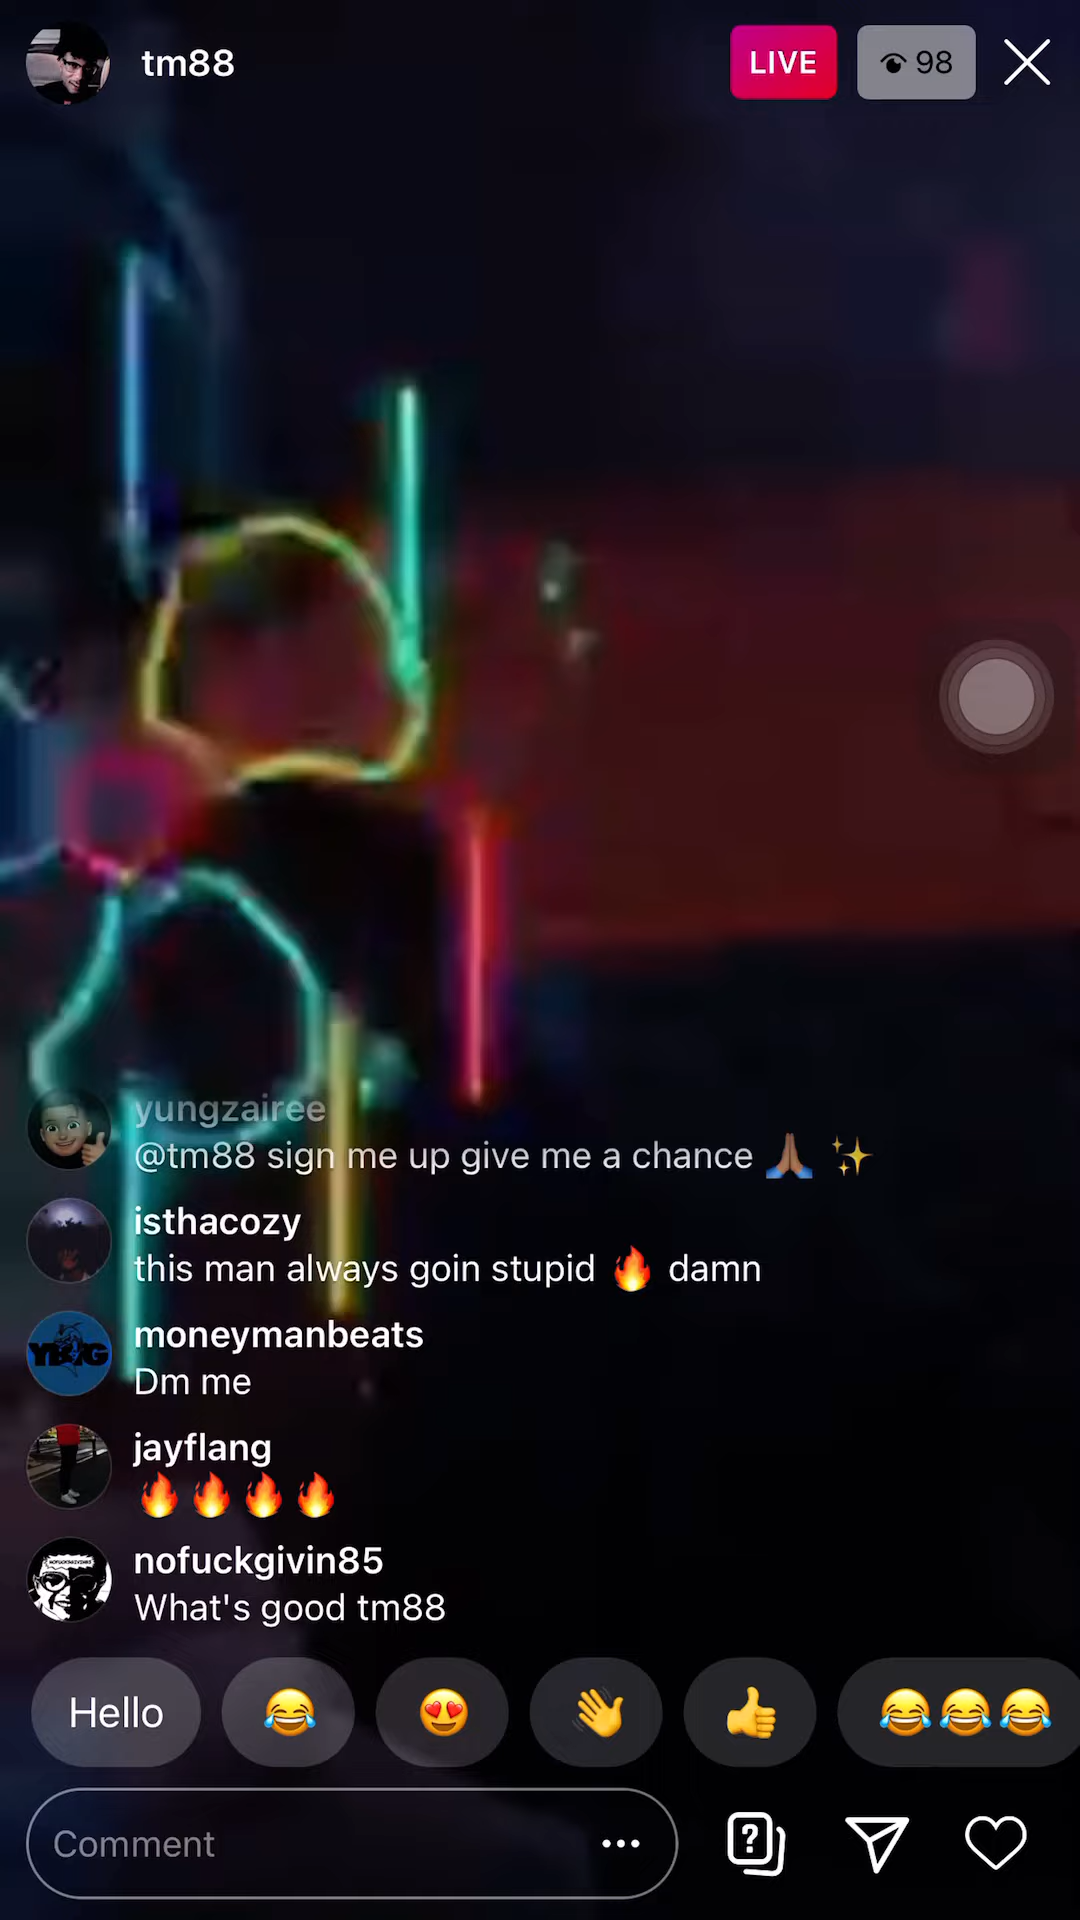 tm88
LIVE
98
yungzairee
@tm88 sign me up give me a chance 🙏🏽 ✨
isthacozy
this man always goin stupid 🔥 damn
moneymanbeats
Dm me
jayflang
🔥🔥🔥🔥
nofuckgivin85
What's good tm88
Hello
😂
😍
👋
👍
😂😂😂
Comment